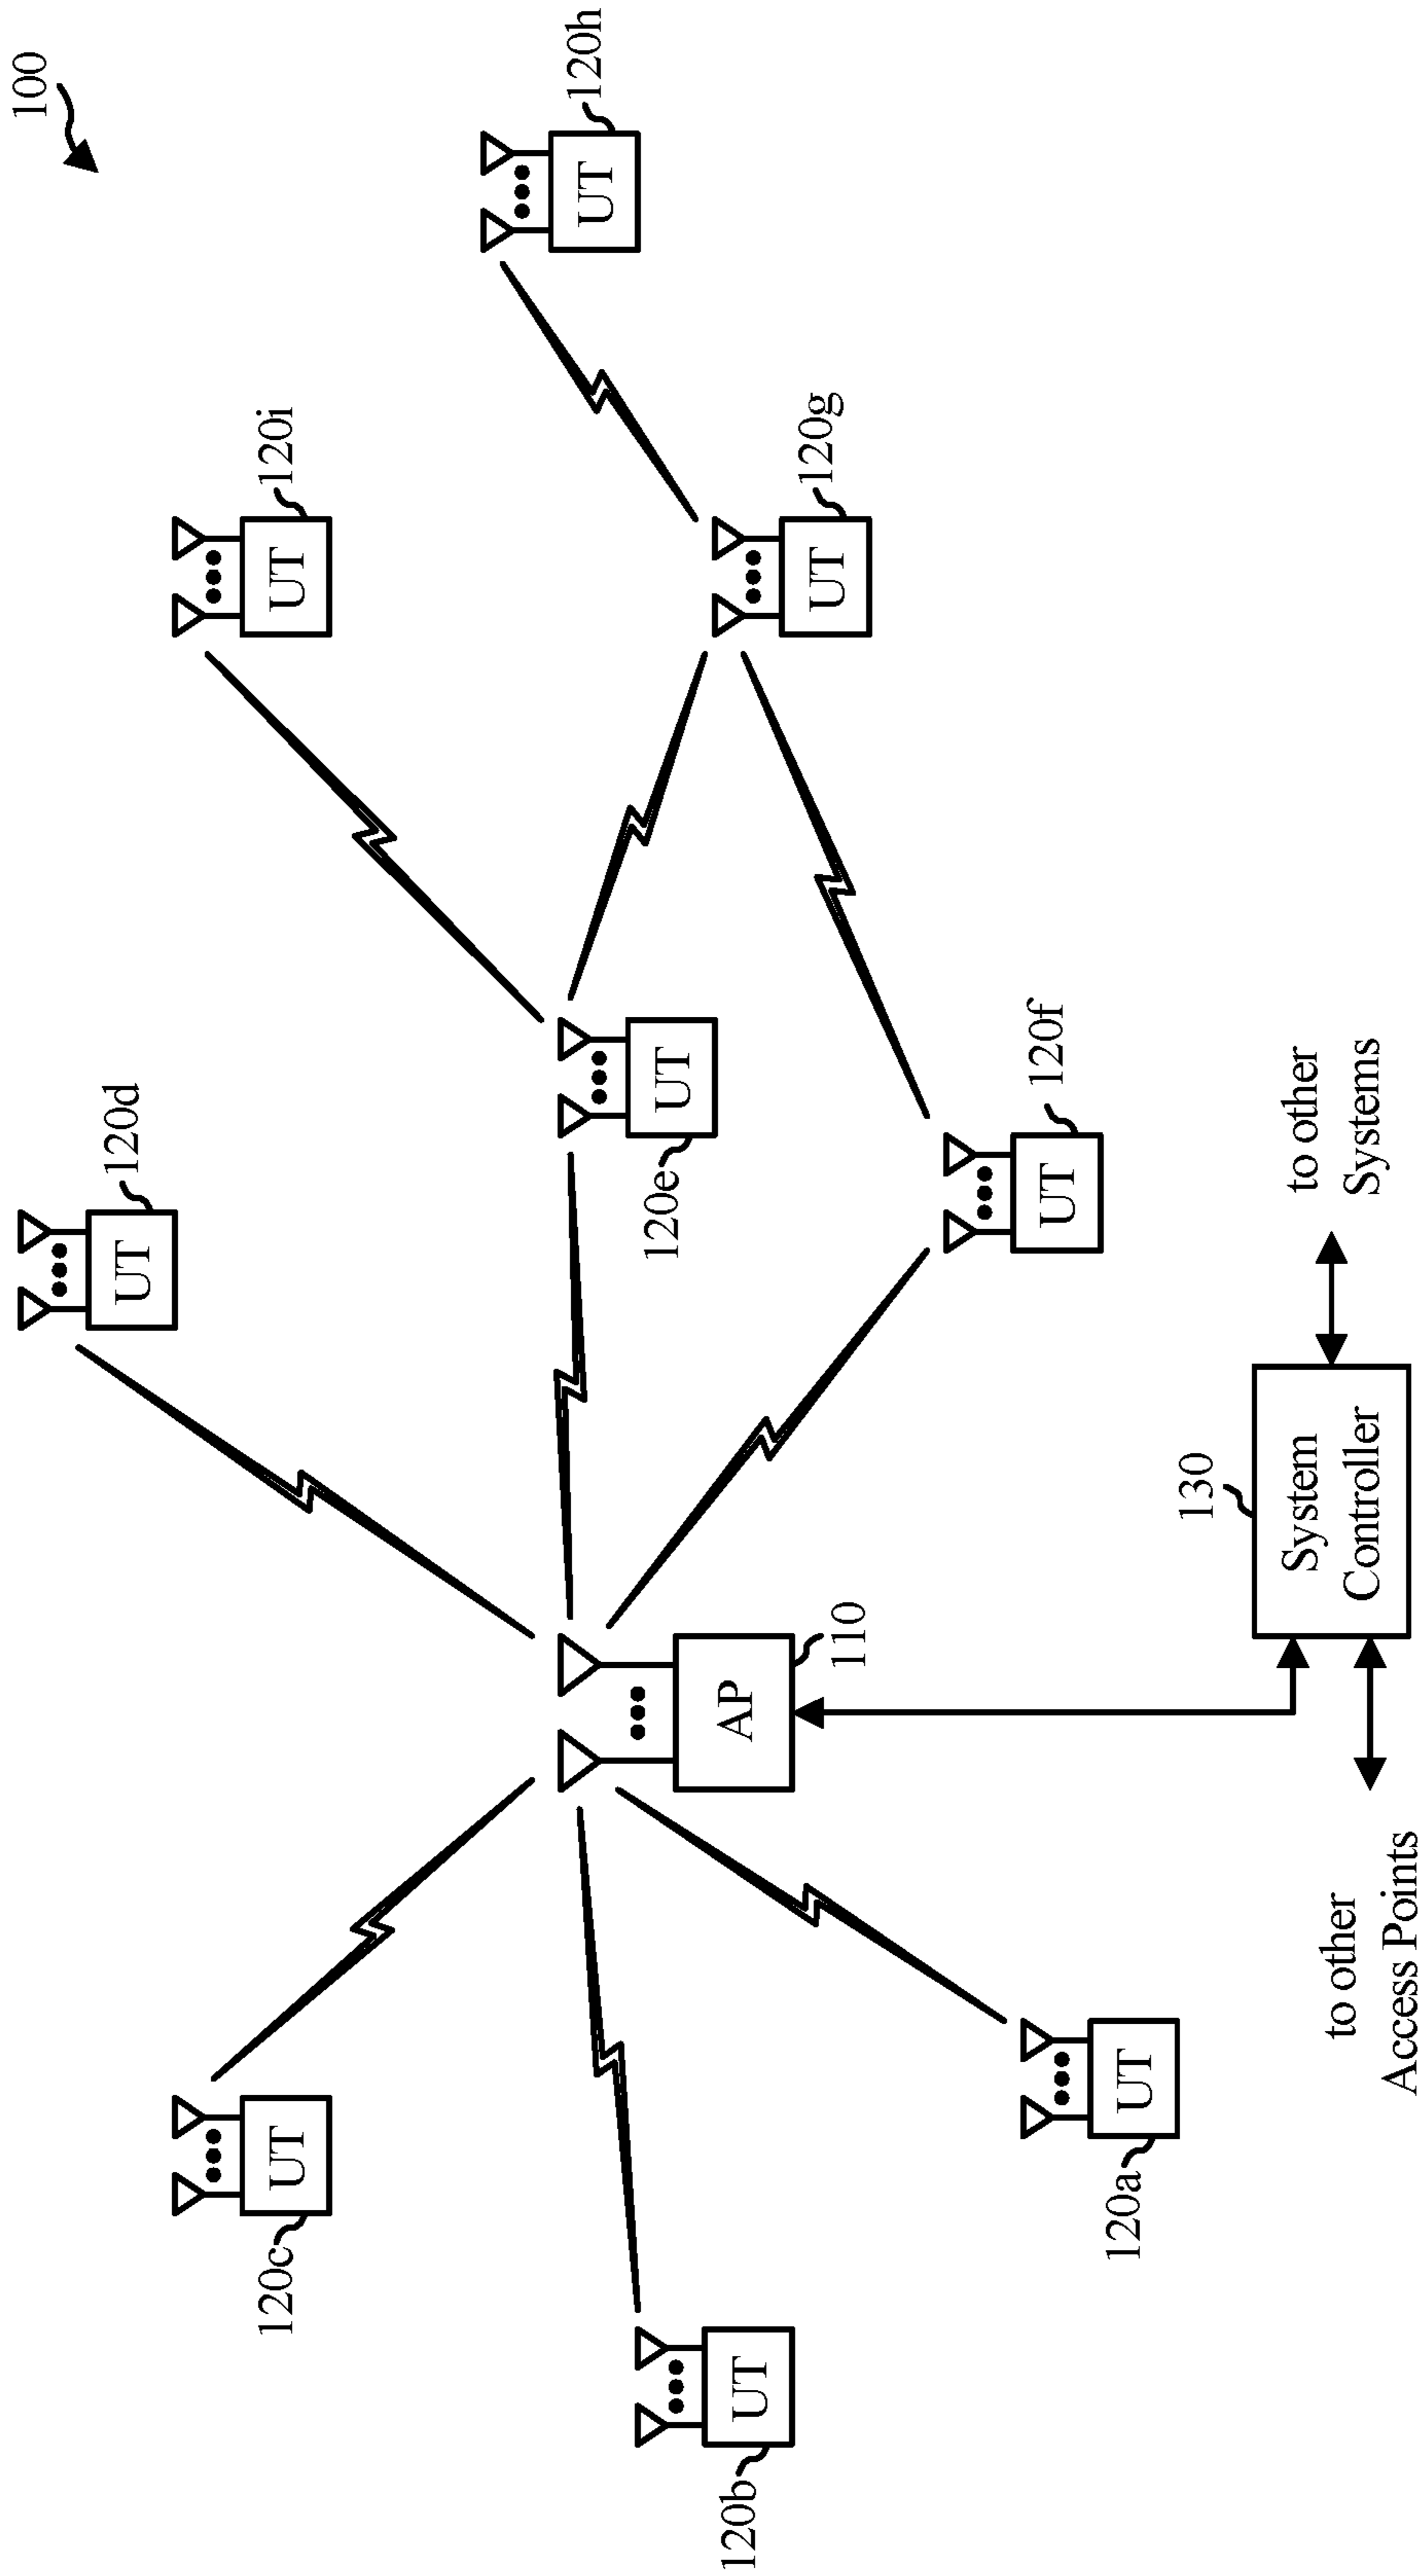 100
UT
120d
UT
120i
UT
120c
UT
120h
UT
120e
UT
120b
AP
110
UT
120g
UT
120f
UT
120a
130
System
Controller
to other
Systems
to other
Access Points